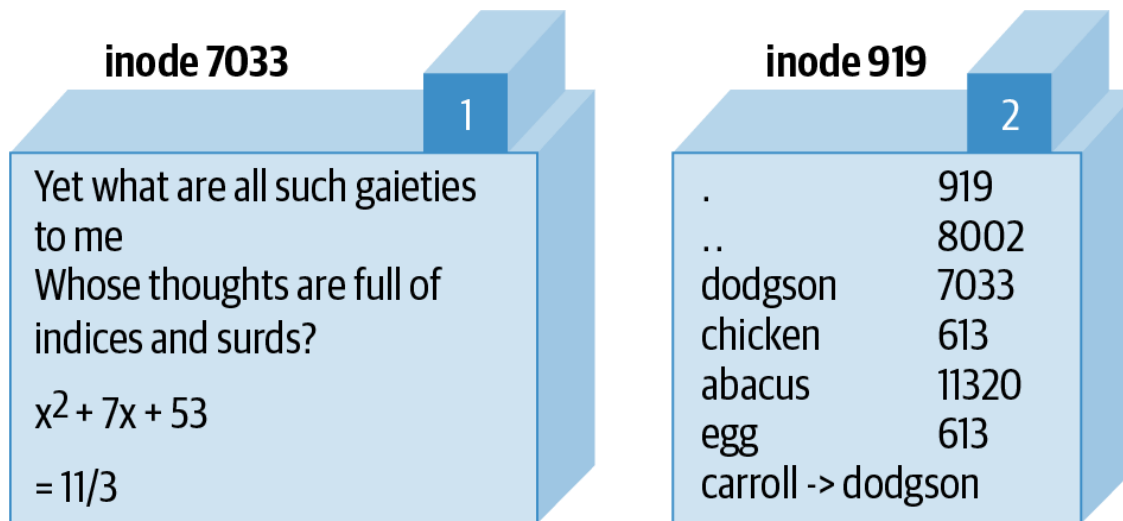 inode 7033
1
Yet what are all such gaieties
to me
Whose thoughts are full of
indices and surds?
x² + 7x + 53
= 11/3
inode 919
2
. 919
.. 8002
dodgson 7033
chicken 613
abacus 11320
egg 613
carroll -> dodgson